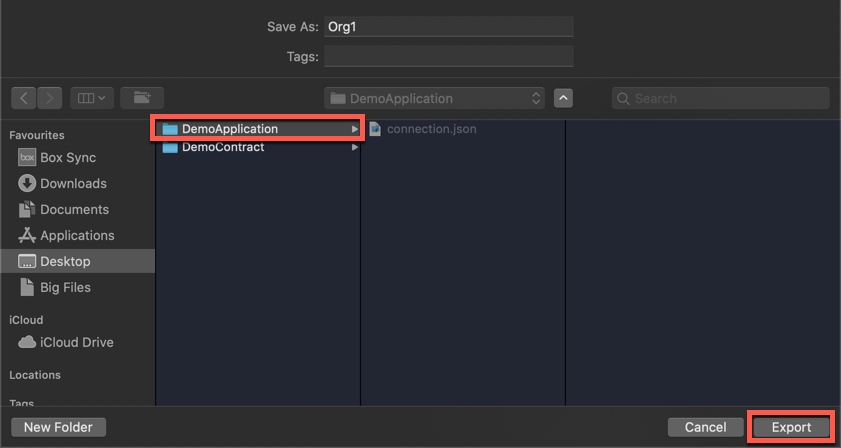 Save As: Org1
Tags:
DemoApplication
Search
Favourites
box Box Sync
Downloads
Documents
Applications
Desktop
Big Files
iCloud
iCloud Drive
Locations
Tags
DemoApplication
DemoContract
connection.json
New Folder
Cancel
Export